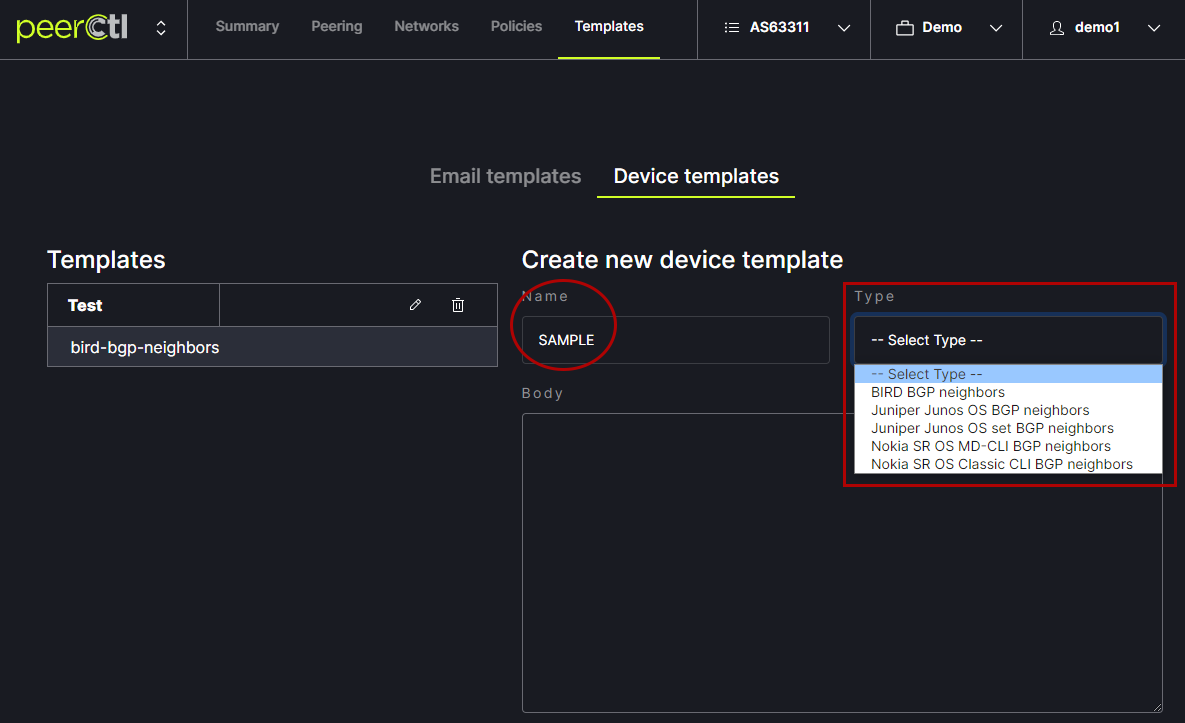 peerctl
Summary Peering Networks Policies Templates AS63311 Demo demo1
Email templates Device templates
Templates
Test
bird-bgp-neighbors
Create new device template
Name
SAMPLE
Type
-- Select Type --
-- Select Type --
BIRD BGP neighbors
Juniper Junos OS BGP neighbors
Juniper Junos OS set BGP neighbors
Nokia SR OS MD-CLI BGP neighbors
Nokia SR OS Classic CLI BGP neighbors
Body